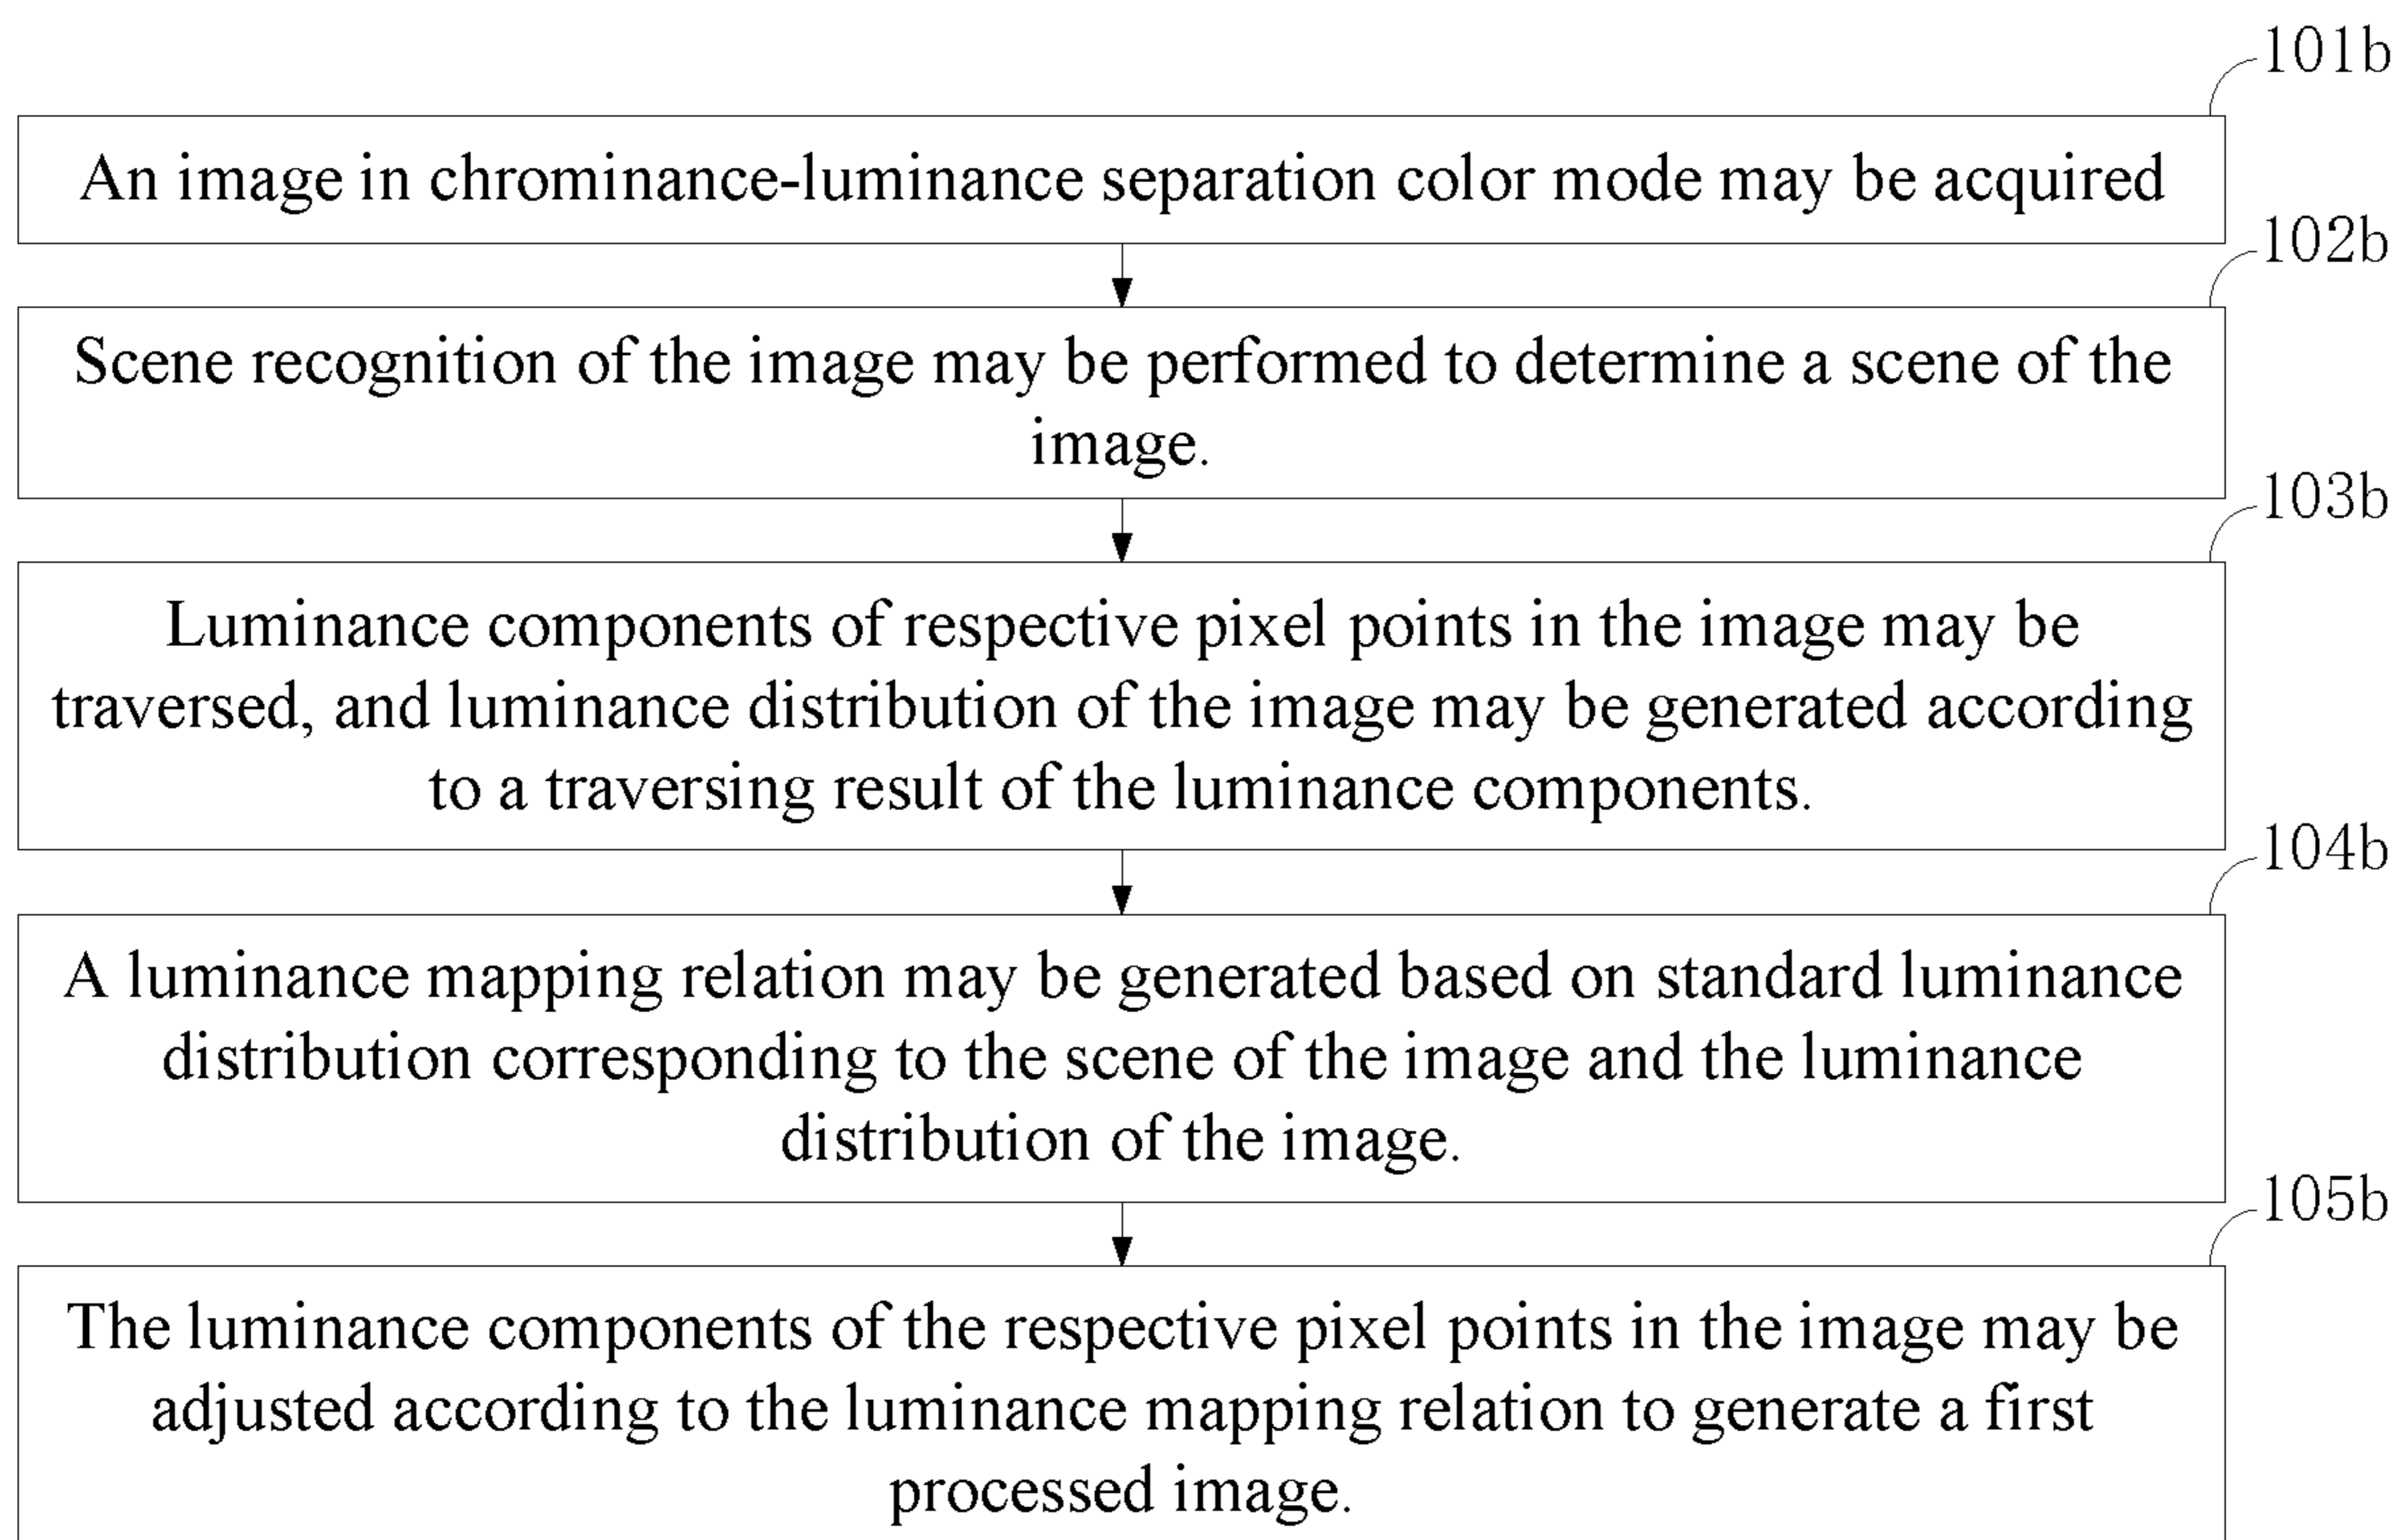 101b
An image in chrominance-luminance separation color mode may be acquired
102b
Scene recognition of the image may be performed to determine a scene of the
image.
103b
Luminance components of respective pixel points in the image may be
traversed, and luminance distribution of the image may be generated according
to a traversing result of the luminance components.
104b
A luminance mapping relation may be generated based on standard luminance
distribution corresponding to the scene of the image and the luminance
distribution of the image.
105b
The luminance components of the respective pixel points in the image may be
adjusted according to the luminance mapping relation to generate a first
processed image.